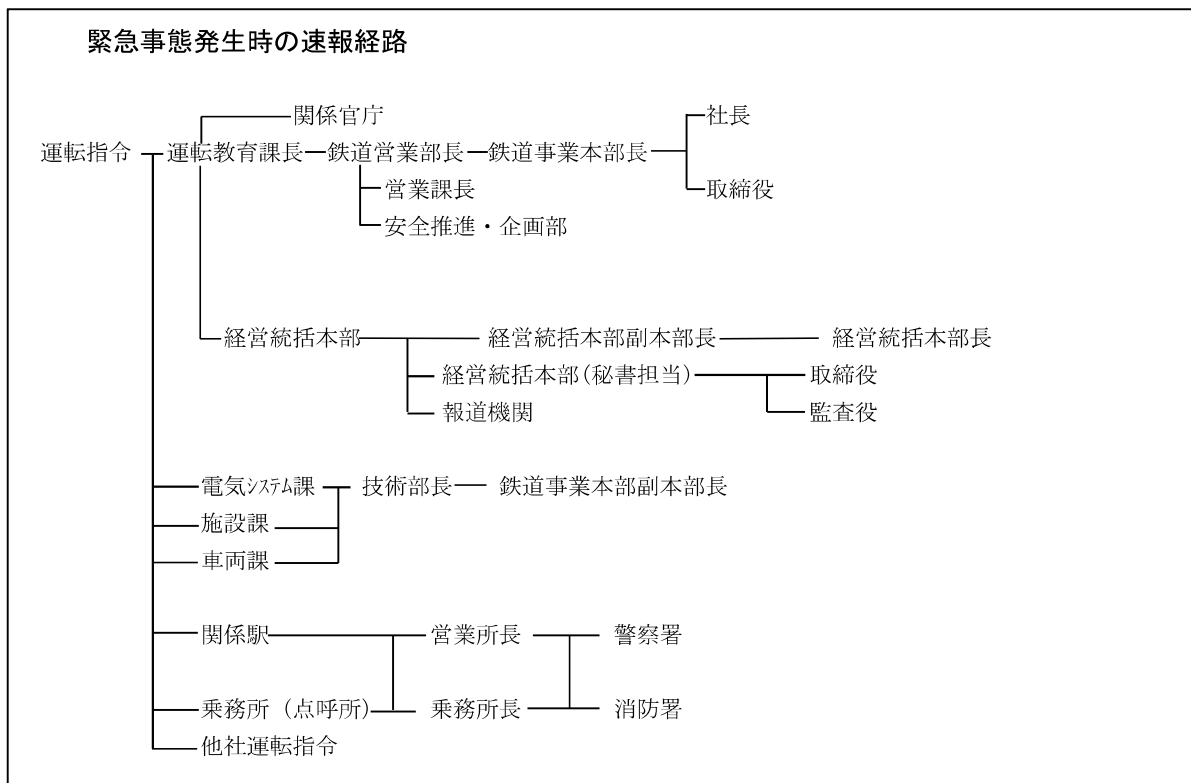 緊急事態発生時の速報経路
関係官庁 社長
運転指令 運転教育課長 鉄道営業部長 鉄道事業本部長
営業課長 取締役
安全推進・企画部
経営統括本部 経営統括本部副本部長 経営統括本部長
経営統括本部(秘書担当) 取締役
報道機関 監査役
電気システム課 技術部長 鉄道事業本部副本部長
施設課
車両課
関係駅 営業所長 警察署
乗務所（点呼所） 乗務所長 消防署
他社運転指令